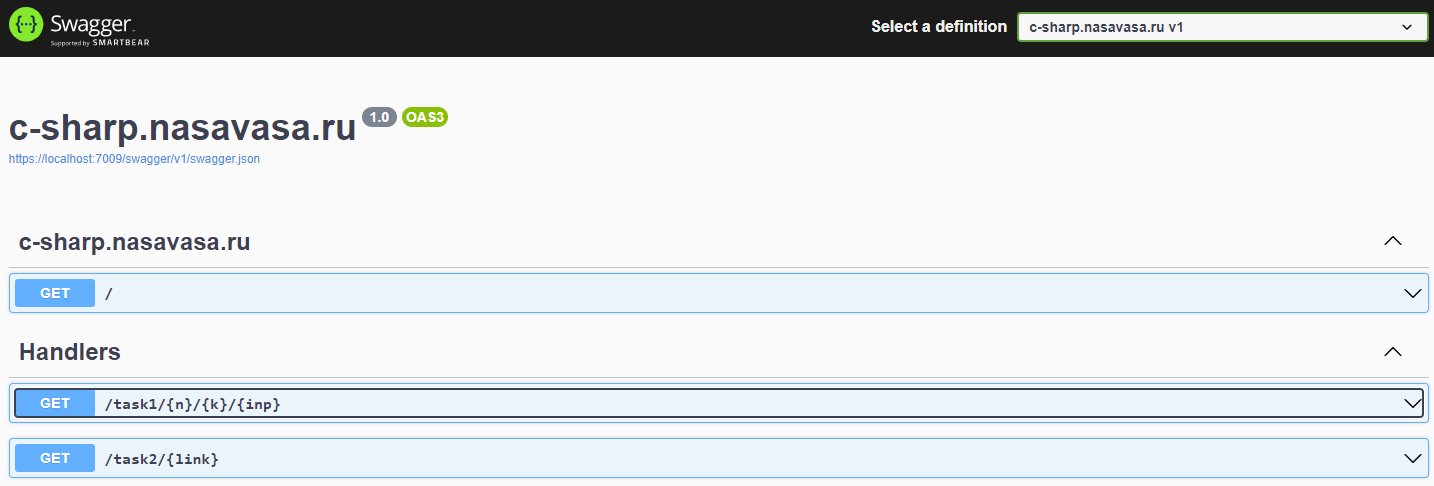 Swagger.
Supported by SMARTBEAR
Select a definition
c-sharp.nasavasa.ru v1
c-sharp.nasavasa.ru 1.0 OAS3
https://localhost:7009/swagger/v1/swagger.json
c-sharp.nasavasa.ru
GET /
Handlers
GET /task1/{n}/{k}/{inp}
GET /task2/{link}